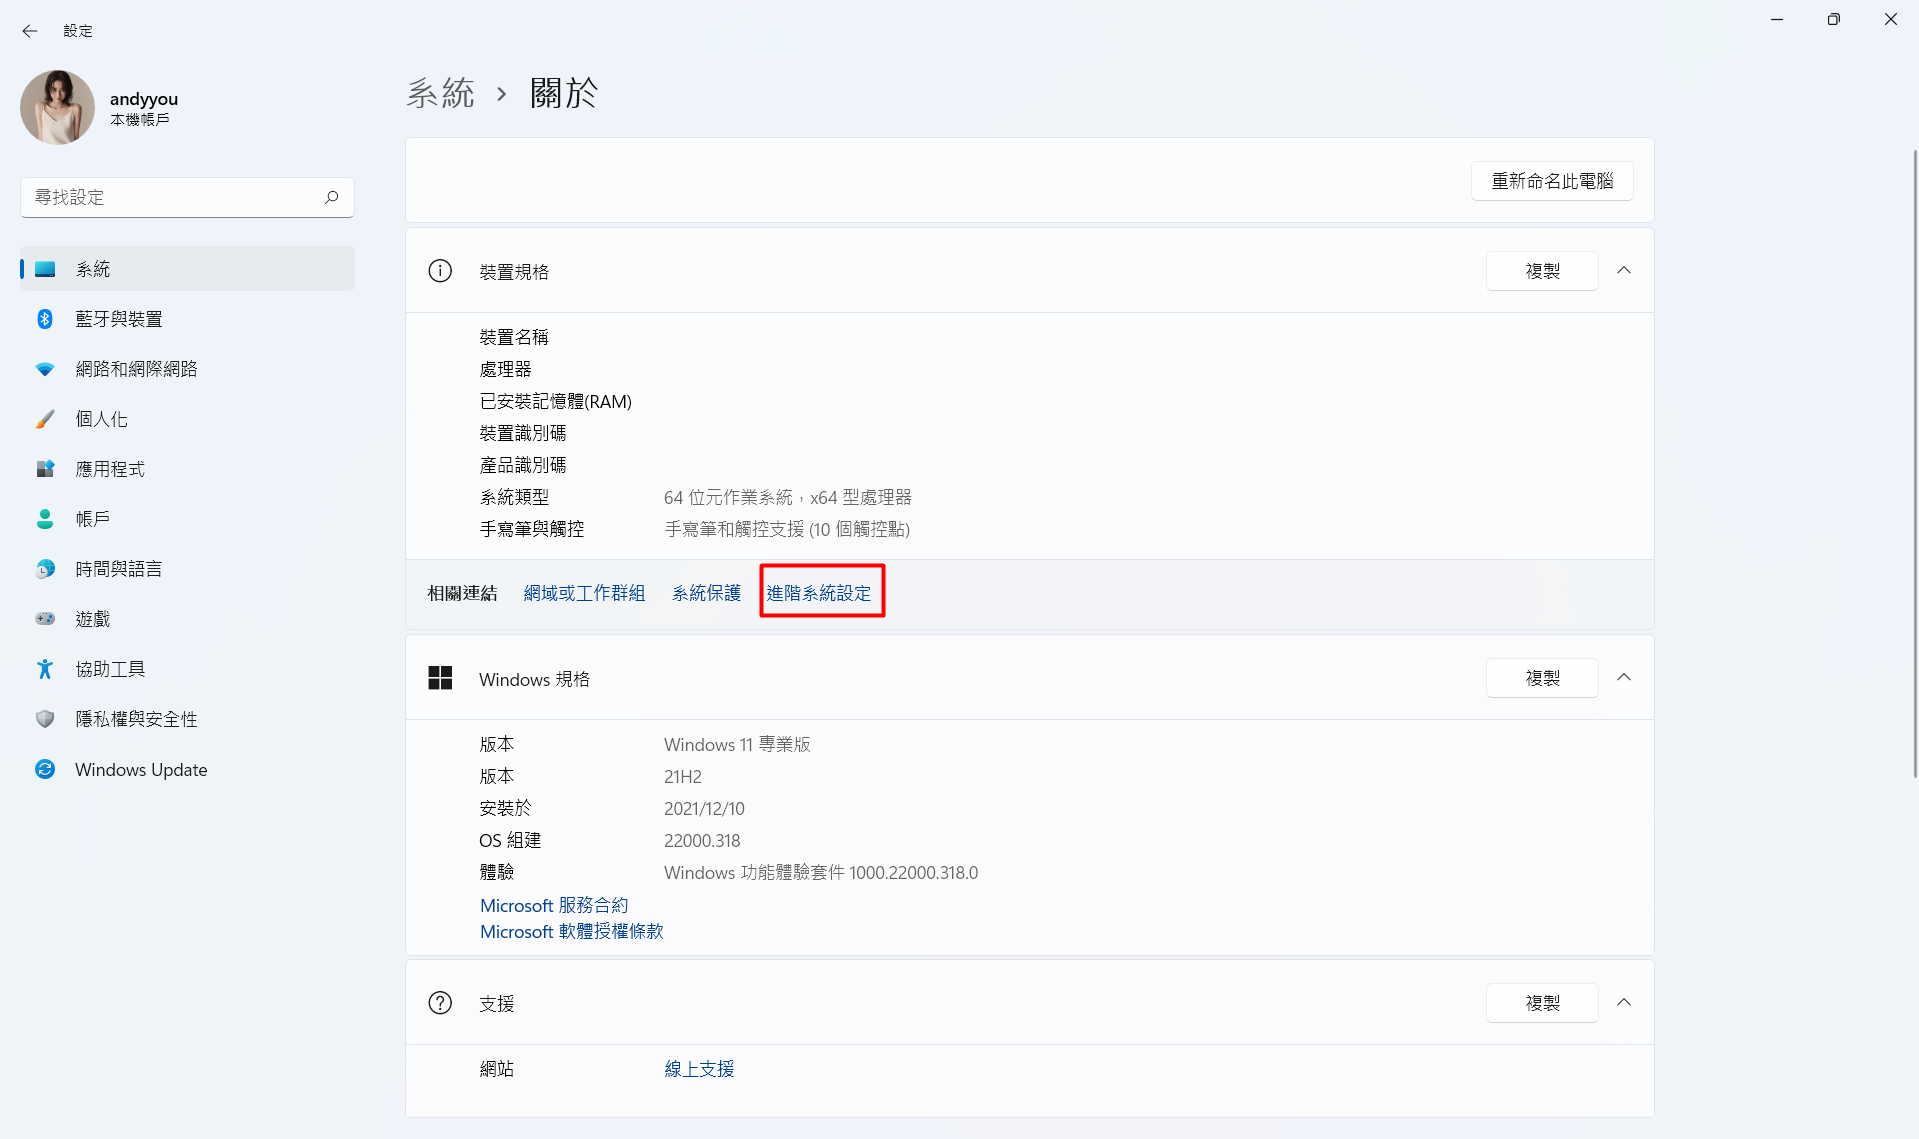 設定
andyyou
本機帳戶
尋找設定
系統
藍牙與裝置
網路和網際網路
個人化
應用程式
帳戶
時間與語言
遊戲
協助工具
隱私權與安全性
Windows Update
系統 › 關於
重新命名此電腦
裝置規格 複製
裝置名稱
處理器
已安裝記憶體(RAM)
裝置識別碼
產品識別碼
系統類型 64 位元作業系統，x64 型處理器
手寫筆與觸控 手寫筆和觸控支援 (10 個觸控點)
相關連結 網域或工作群組 系統保護 進階系統設定
Windows 規格 複製
版本 Windows 11 專業版
版本 21H2
安裝於 2021/12/10
OS 組建 22000.318
體驗 Windows 功能體驗套件 1000.22000.318.0
Microsoft 服務合約
Microsoft 軟體授權條款
支援 複製
網站 線上支援